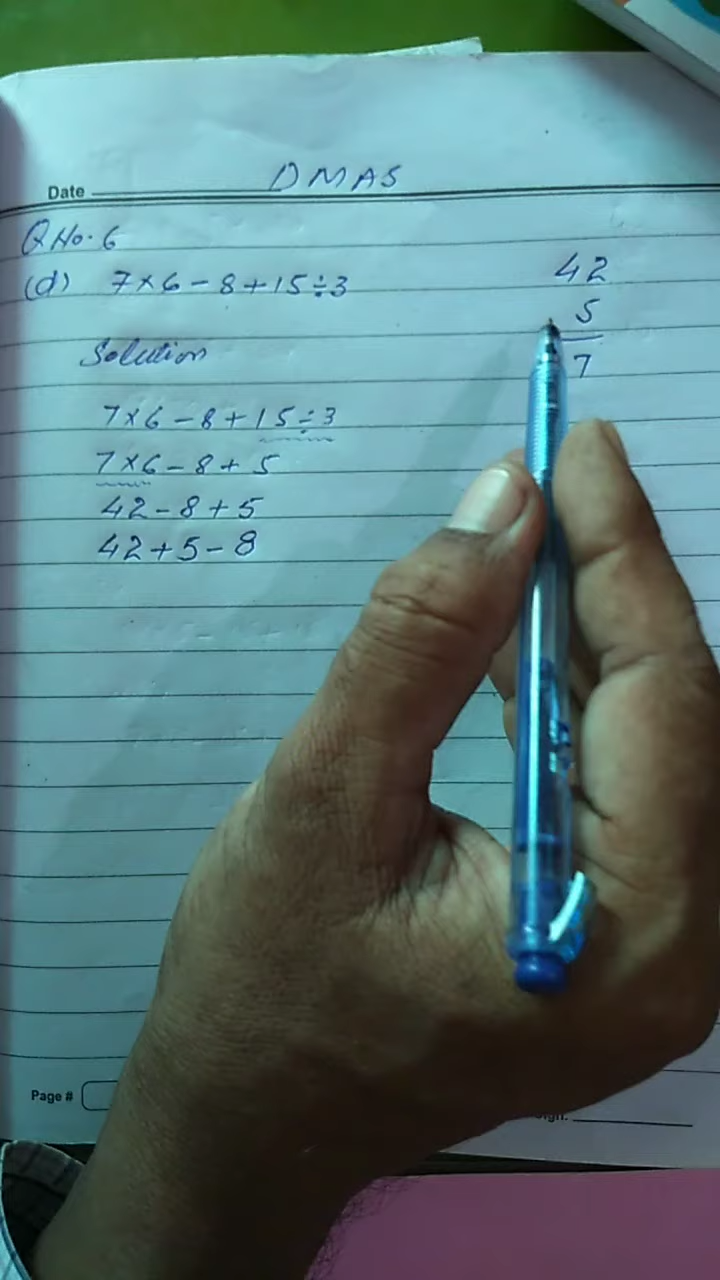 Date DMAS
Q No. 6
(d) 7×6-8+15÷3
Solution
7×6-8+15÷3
7×6-8+5
42-8+5
42+5-8
42
5
7
Page #